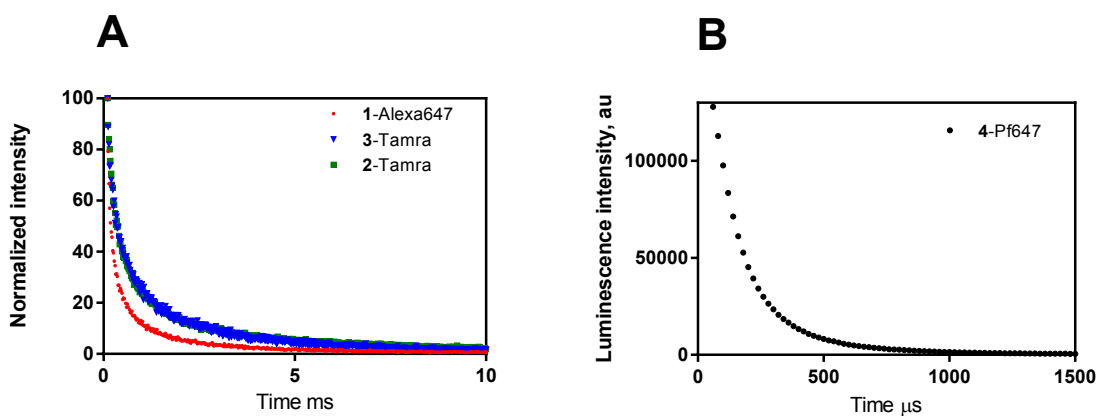 A
Normalized intensity
100
80
60
40
20
0
1-Alexa647
3-Tamra
2-Tamra
0
5
10
Time ms
B
Luminescence intensity, au
100000
50000
0
4-Pf647
0
500
1000
1500
Time μs